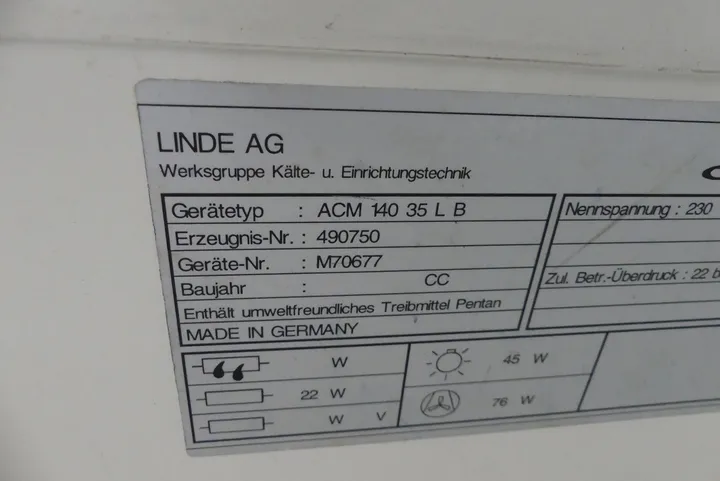 LINDE AG
Werksgruppe Kälte- u. Einrichtungstechnik
Gerätetyp : ACM 140 35 L B
Erzeugnis-Nr. : 490750
Geräte-Nr. : M70677
Baujahr : CC
Enthält umweltfreundliches Treibmittel Pentan
MADE IN GERMANY
Nennspannung : 230
Zul. Betr.-Überdruck : 22 b
W
22 W
W V
45 W
76 W